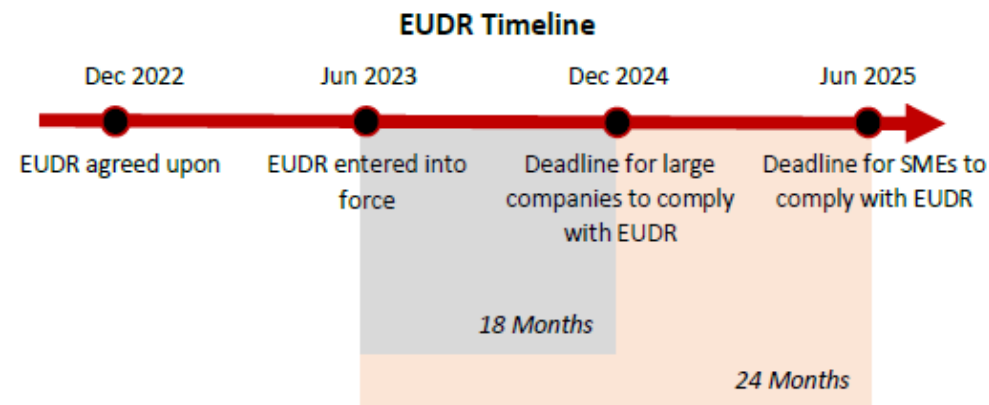 EUDR Timeline
Dec 2022
Jun 2023
Dec 2024
Jun 2025
EUDR agreed upon
EUDR entered into
force
Deadline for large
companies to comply
with EUDR
Deadline for SMEs to
comply with EUDR
18 Months
24 Months